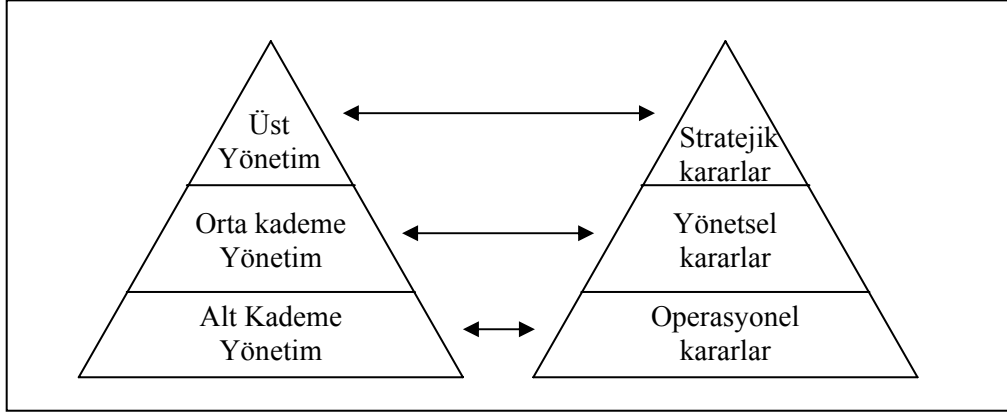 Üst
Yönetim
Stratejik
kararlar
Orta kademe
Yönetim
Yönetsel
kararlar
Alt Kademe
Yönetim
Operasyonel
kararlar